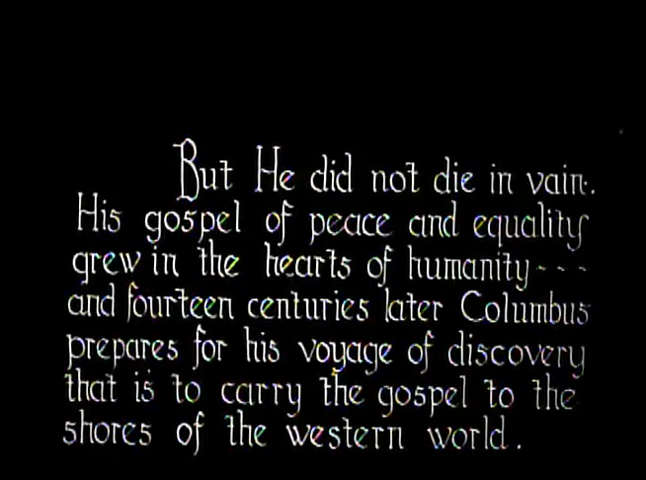 But He did not die in vain.
His gospel of peace and equality
grew in the hearts of humanity---
and fourteen centuries later Columbus
prepares for his voyage of discovery
that is to carry the gospel to the
shores of the western world.